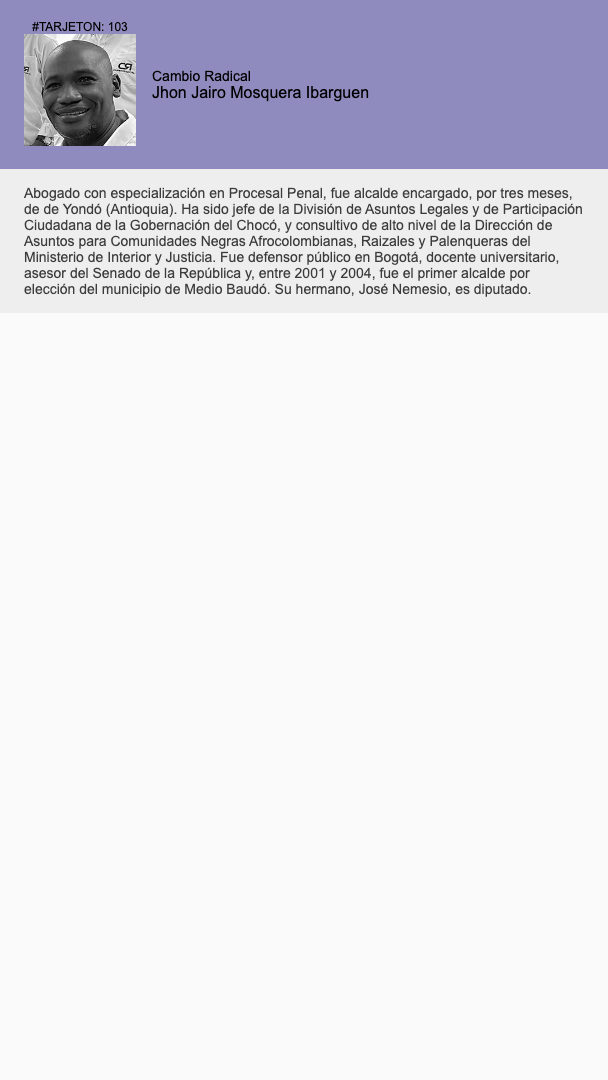 #TARJETON: 103
Cambio Radical
Jhon Jairo Mosquera Ibarguen
Abogado con especialización en Procesal Penal, fue alcalde encargado, por tres meses,
de de Yondó (Antioquia). Ha sido jefe de la División de Asuntos Legales y de Participación
Ciudadana de la Gobernación del Chocó, y consultivo de alto nivel de la Dirección de
Asuntos para Comunidades Negras Afrocolombianas, Raizales y Palenqueras del
Ministerio de Interior y Justicia. Fue defensor público en Bogotá, docente universitario,
asesor del Senado de la República y, entre 2001 y 2004, fue el primer alcalde por
elección del municipio de Medio Baudó. Su hermano, José Nemesio, es diputado.